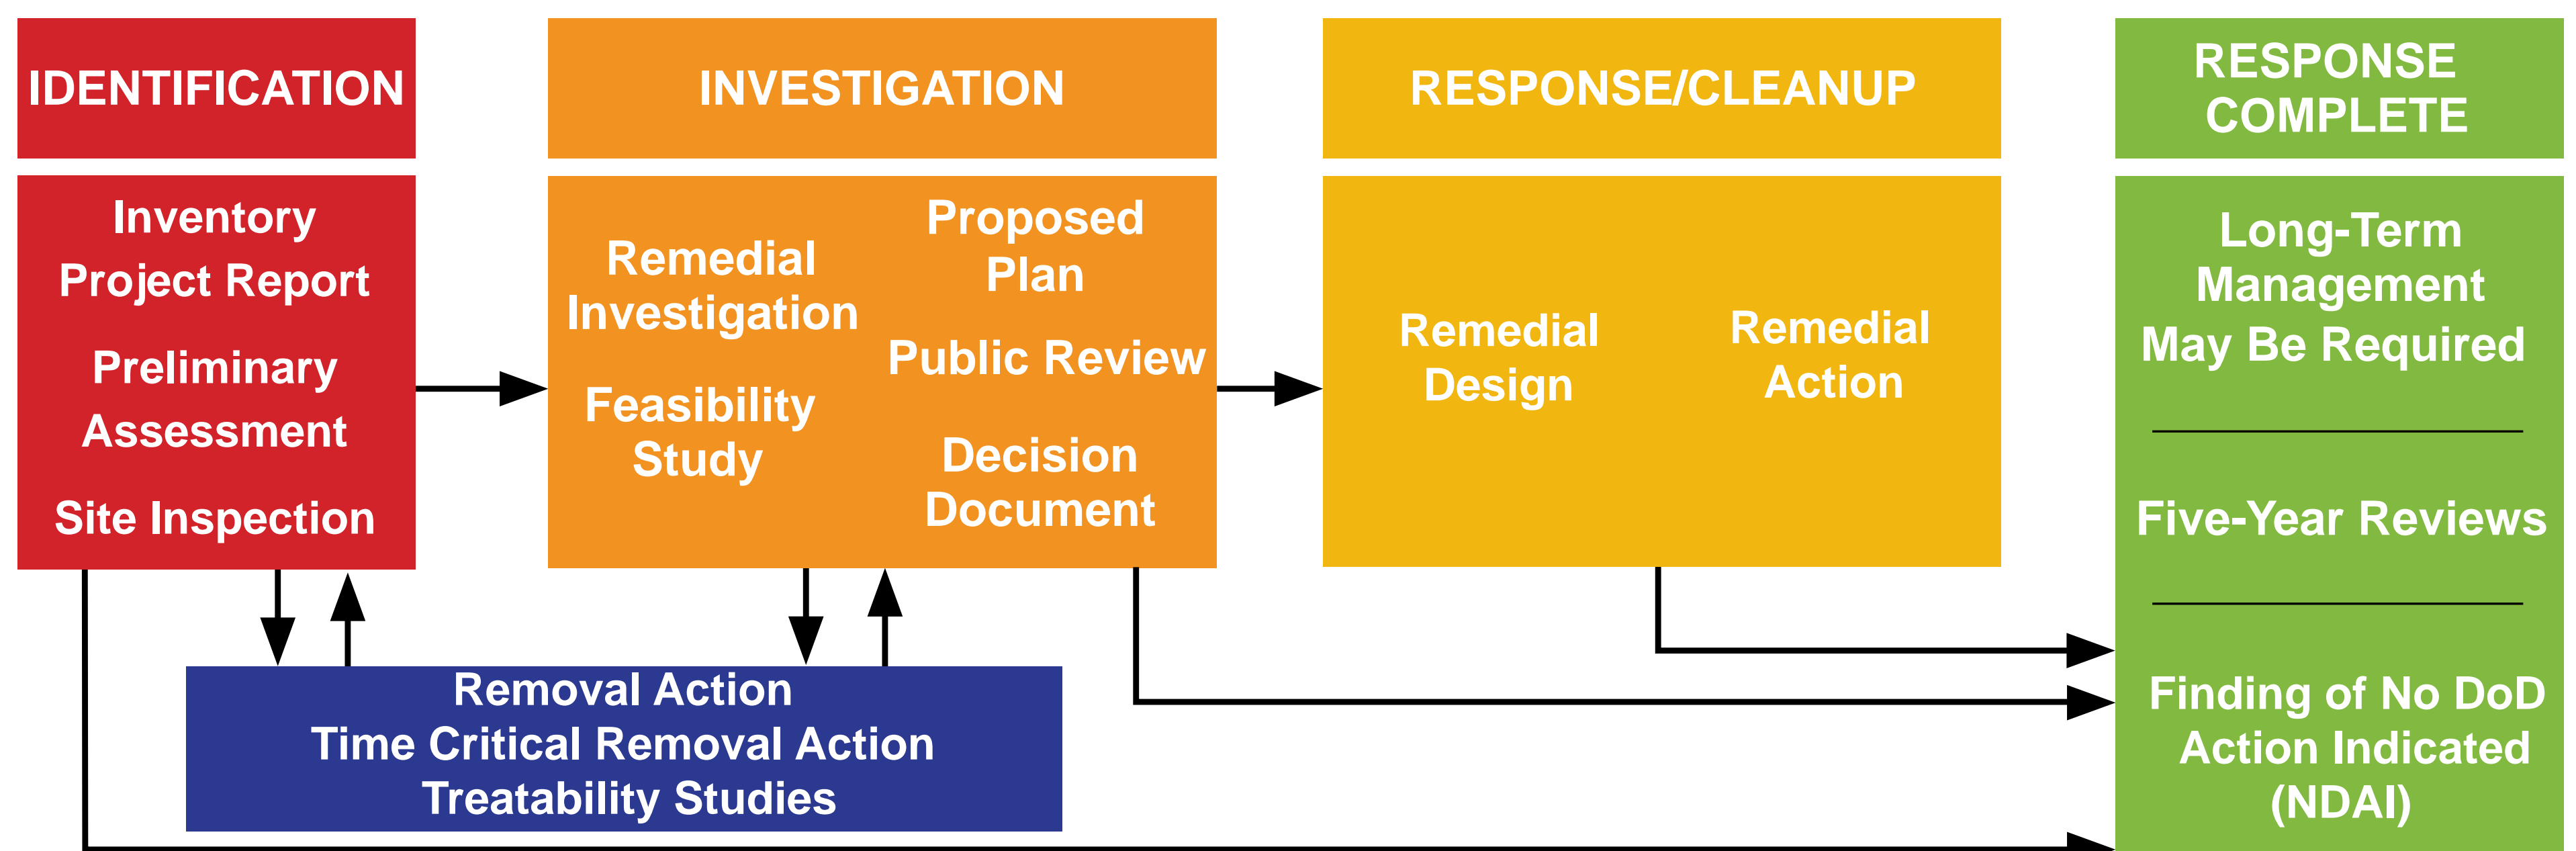 IDENTIFICATION
Inventory
Project Report
Preliminary
Assessment
Site Inspection
INVESTIGATION
Remedial
Investigation
Feasibility
Study
Proposed
Plan
Public Review
Decision
Document
RESPONSE/CLEANUP
Remedial
Design
Remedial
Action
RESPONSE
COMPLETE
Long-Term
Management
May Be Required
Five-Year Reviews
Finding of No DoD
Action Indicated
(NDAI)
Removal Action
Time Critical Removal Action
Treatability Studies